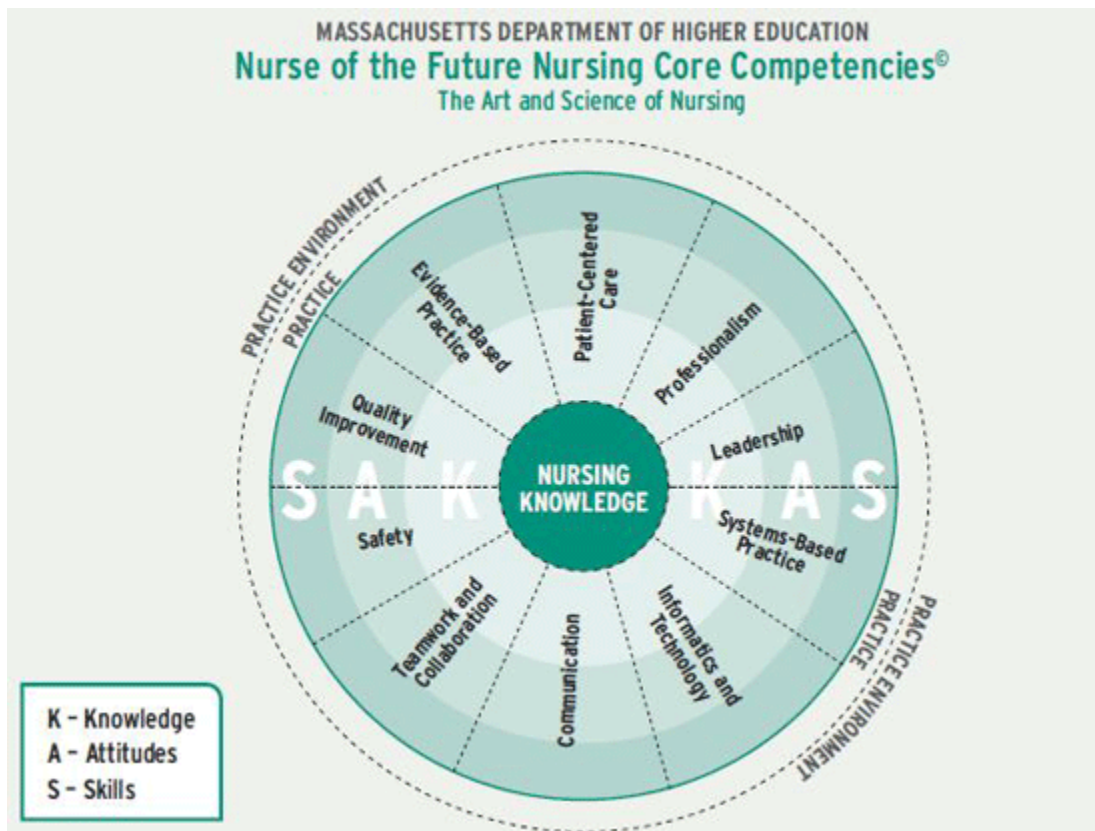 MASSACHUSETTS DEPARTMENT OF HIGHER EDUCATION
Nurse of the Future Nursing Core Competencies©
The Art and Science of Nursing
PRACTICE ENVIRONMENT
PRACTICE
Patient-Centered
Care
Professionalism
Leadership
Systems-Based
Practice
Informatics and
Technology
Communication
Teamwork and
Collaboration
Safety
Quality
Improvement
Evidence-Based
Practice
S A K
NURSING
KNOWLEDGE
K A S
PRACTICE
PRACTICE ENVIRONMENT
K – Knowledge
A – Attitudes
S – Skills